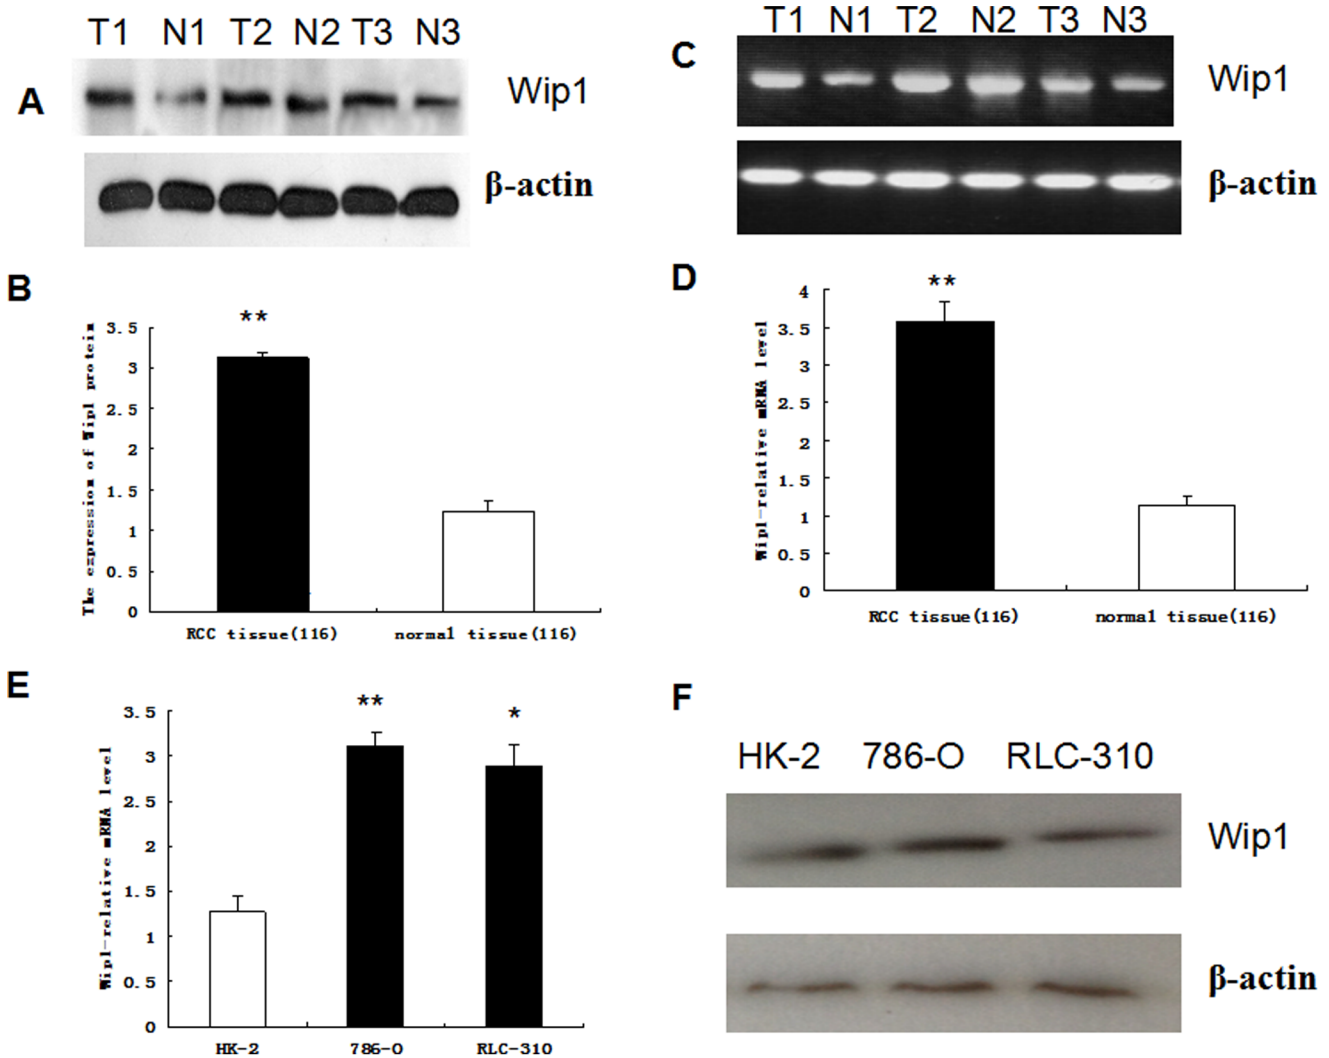 A
T1 N1 T2 N2 T3 N3
Wip1
β-actin
B
**
The expression of Wip1 protein
3.5
3
2.5
2
1.5
1
0.5
0
RCC tissue(116) normal tissue(116)
C
T1 N1 T2 N2 T3 N3
Wip1
β-actin
D
**
Wip1-relative mRNA level
4
3.5
3
2.5
2
1.5
1
0.5
0
RCC tissue(116) normal tissue(116)
E
** *
Wip1-relative mRNA level
3.5
3
2.5
2
1.5
1
0.5
0
HK-2 786-O RLC-310
F
HK-2 786-O RLC-310
Wip1
β-actin